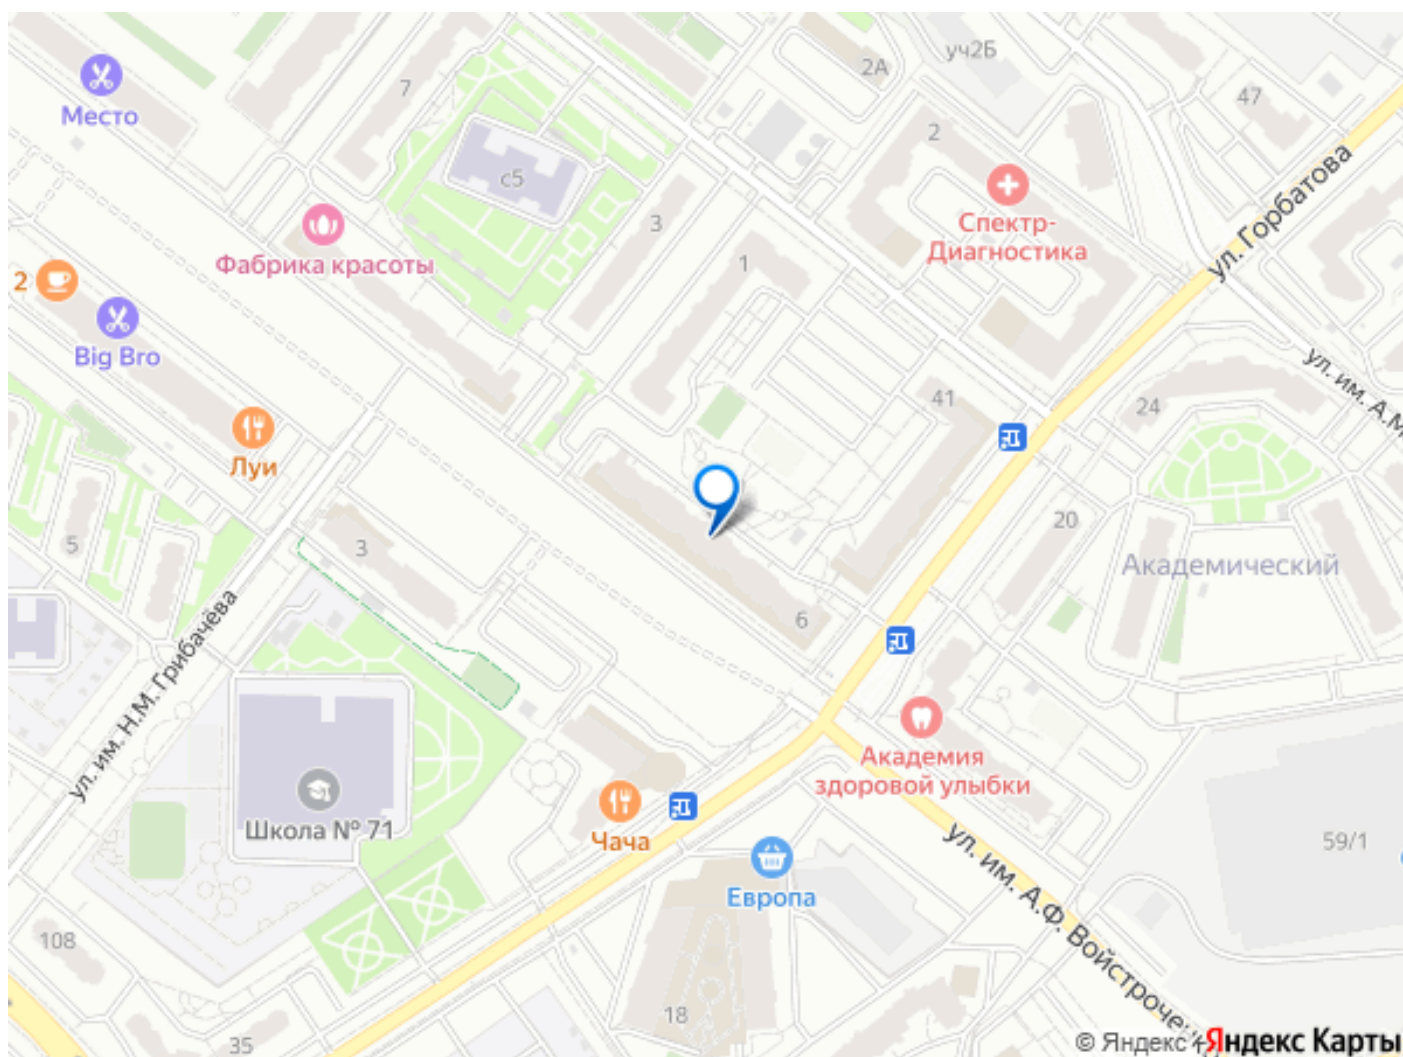 уч2Б
2А
47
7
Место
2
с5
ул. Горбатова
Спектр-
Диагностика
3
1
Фабрика красоты
2
Big Bro
ул. им. А.М
41
24
Луи
3
5
20
Академический
6
ул. им. Н.М. Грибачёва
Академия
здоровой улыбки
Школа № 71
Чача
59/1
Европа
ул. им. А.Ф. Войстроче
108
18
35
© Яндекс
Яндекс Карты